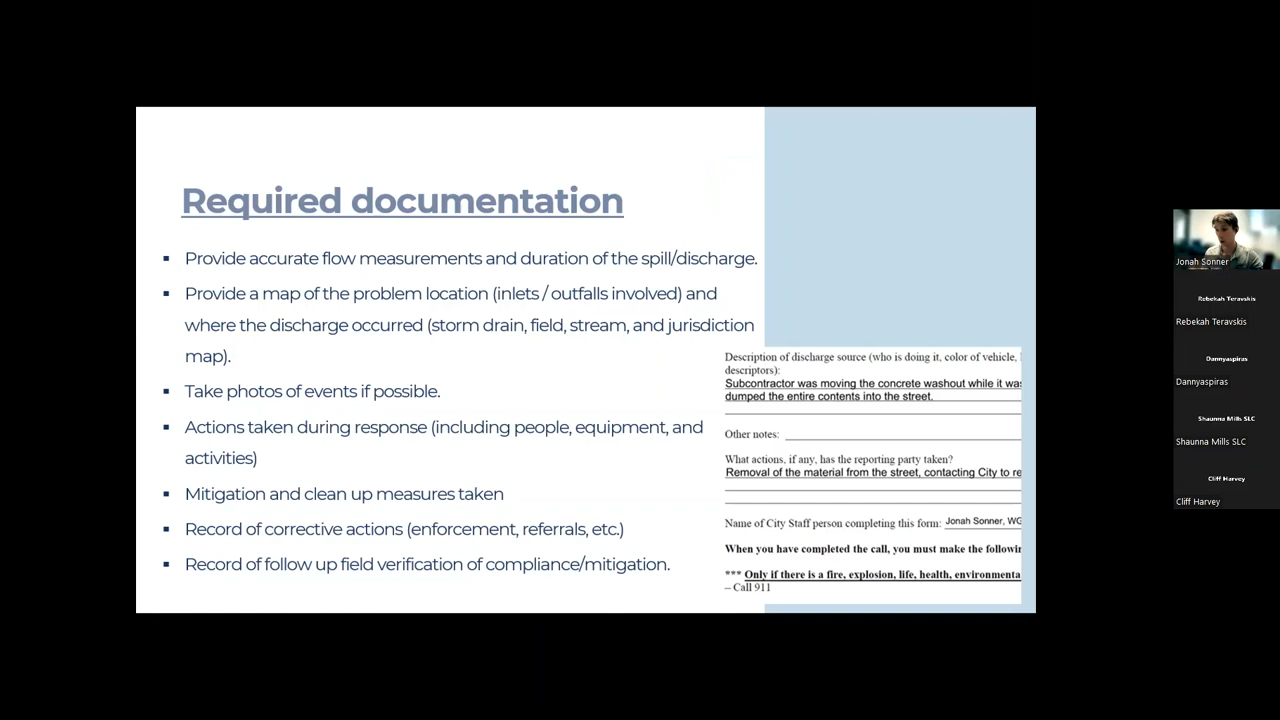 Required documentation
▪ Provide accurate flow measurements and duration of the spill/discharge.
▪ Provide a map of the problem location (inlets / outfalls involved) and
where the discharge occurred (storm drain, field, stream, and jurisdiction
map).
▪ Take photos of events if possible.
▪ Actions taken during response (including people, equipment, and
activities)
▪ Mitigation and clean up measures taken
▪ Record of corrective actions (enforcement, referrals, etc.)
▪ Record of follow up field verification of compliance/mitigation.
Description of discharge source (who is doing it, color of vehicle,
descriptors):
Subcontractor was moving the concrete washout while it was
dumped the entire contents into the street.
Other notes:
What actions, if any, has the reporting party taken?
Removal of the material from the street, contacting City to re
Name of City Staff person completing this form: Jonah Sonner, WG
When you have completed the call, you must make the followin
*** Only if there is a fire, explosion, life, health, environmenta
– Call 911
Jonah Sonner
Rebekah Teravskis
Rebekah Teravskis
Dannyaspiras
Dannyaspiras
Shaunna Mills SLC
Shaunna Mills SLC
Cliff Harvey
Cliff Harvey